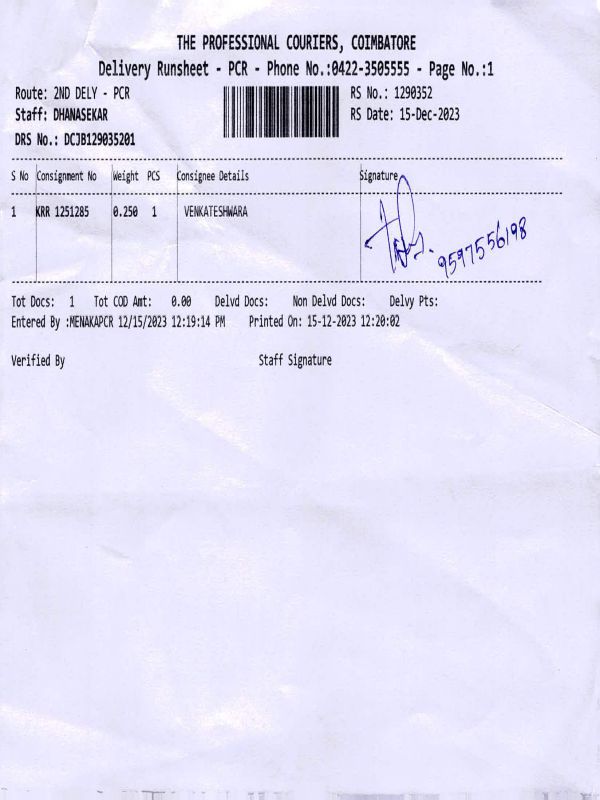 THE PROFESSIONAL COURIERS, COIMBATORE
Delivery Runsheet - PCR - Phone No.:0422-3505555 - Page No.:1
Route: 2ND DELY - PCR RS No.: 1290352
Staff: DHANASEKAR RS Date: 15-Dec-2023
DRS No.: DCJB129035201
S No Consignment No Weight PCS Consignee Details Signature
1 KRR 1251285 0.250 1 VENKATESHWARA
9597556198
Tot Docs: 1 Tot COD Amt: 0.00 Delvd Docs: Non Delvd Docs: Delvy Pts:
Entered By :MENAKAPCR 12/15/2023 12:19:14 PM Printed On: 15-12-2023 12:20:02
Verified By Staff Signature